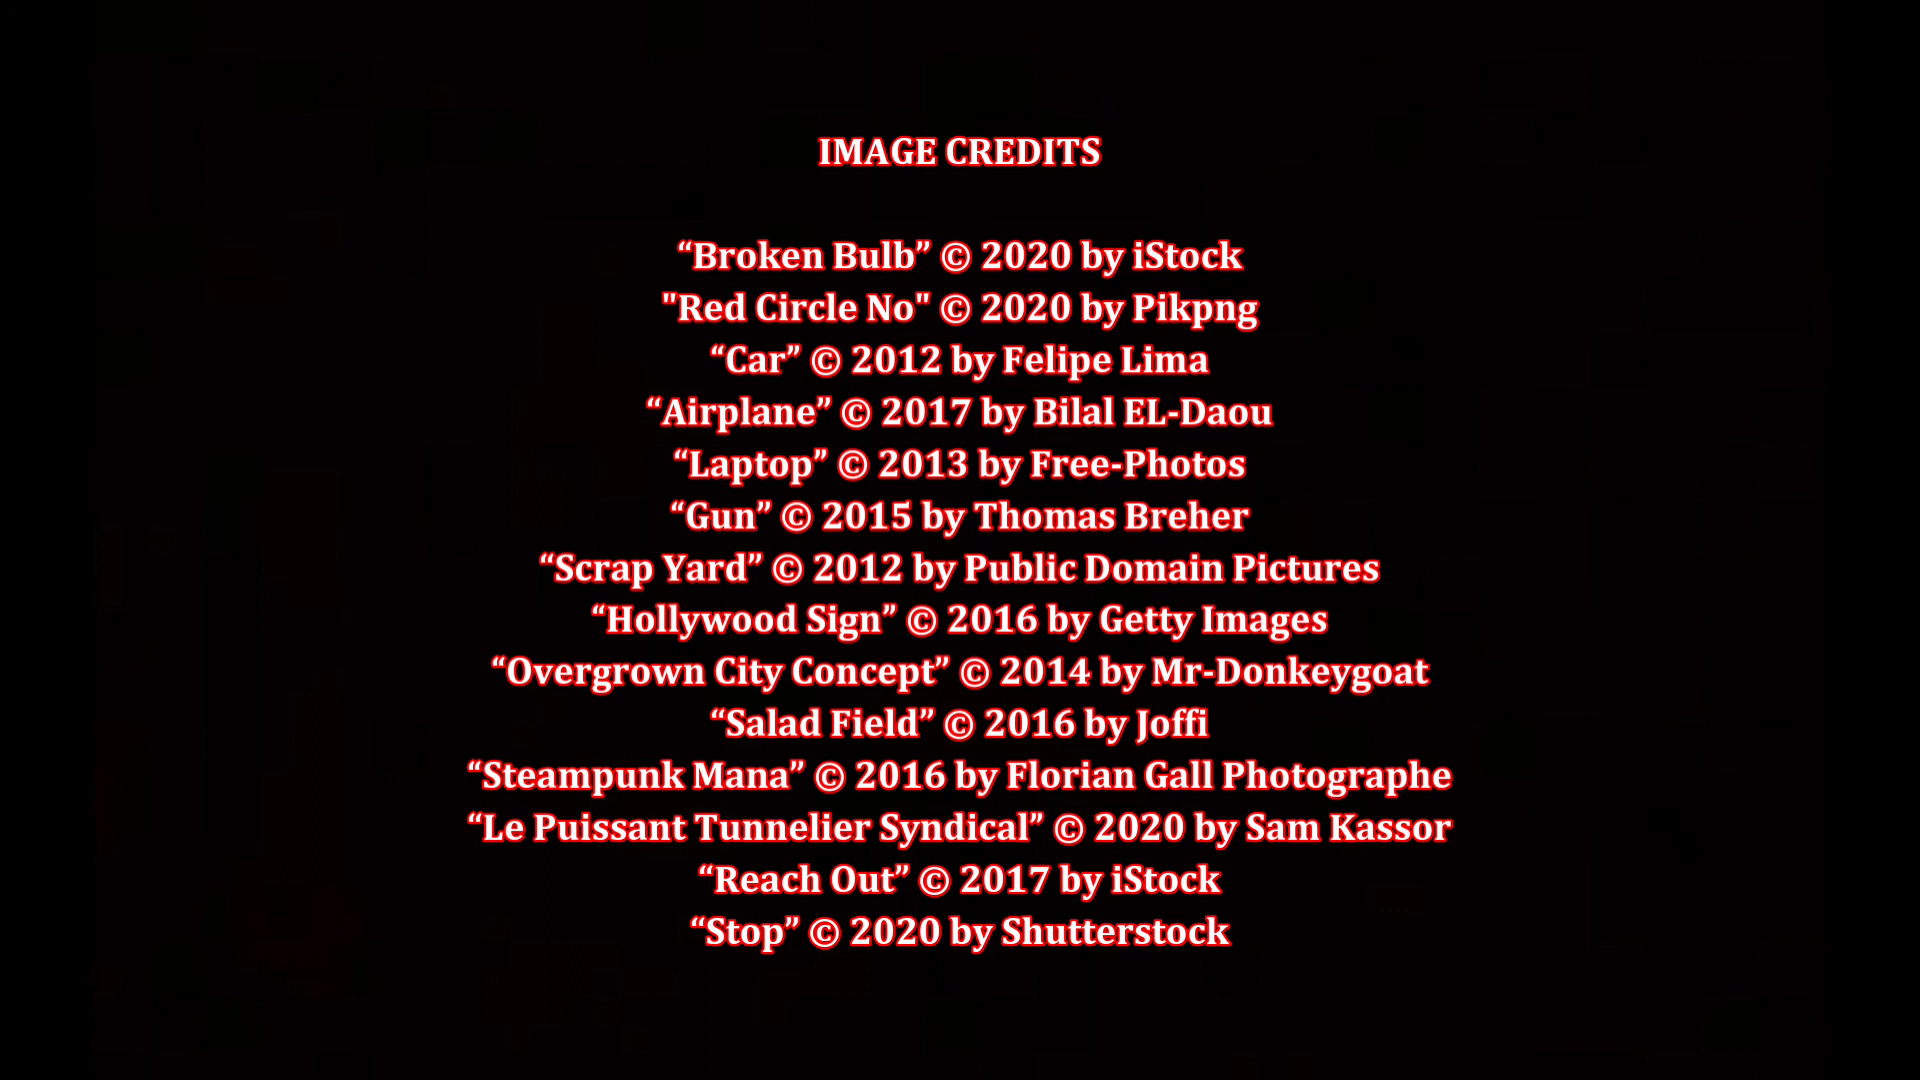 IMAGE CREDITS
“Broken Bulb” © 2020 by iStock
"Red Circle No" © 2020 by Pikpng
“Car” © 2012 by Felipe Lima
“Airplane” © 2017 by Bilal EL-Daou
“Laptop” © 2013 by Free-Photos
“Gun” © 2015 by Thomas Breher
“Scrap Yard” © 2012 by Public Domain Pictures
“Hollywood Sign” © 2016 by Getty Images
“Overgrown City Concept” © 2014 by Mr-Donkeygoat
“Salad Field” © 2016 by Joffi
“Steampunk Mana” © 2016 by Florian Gall Photographe
“Le Puissant Tunnelier Syndical” © 2020 by Sam Kassor
“Reach Out” © 2017 by iStock
“Stop” © 2020 by Shutterstock